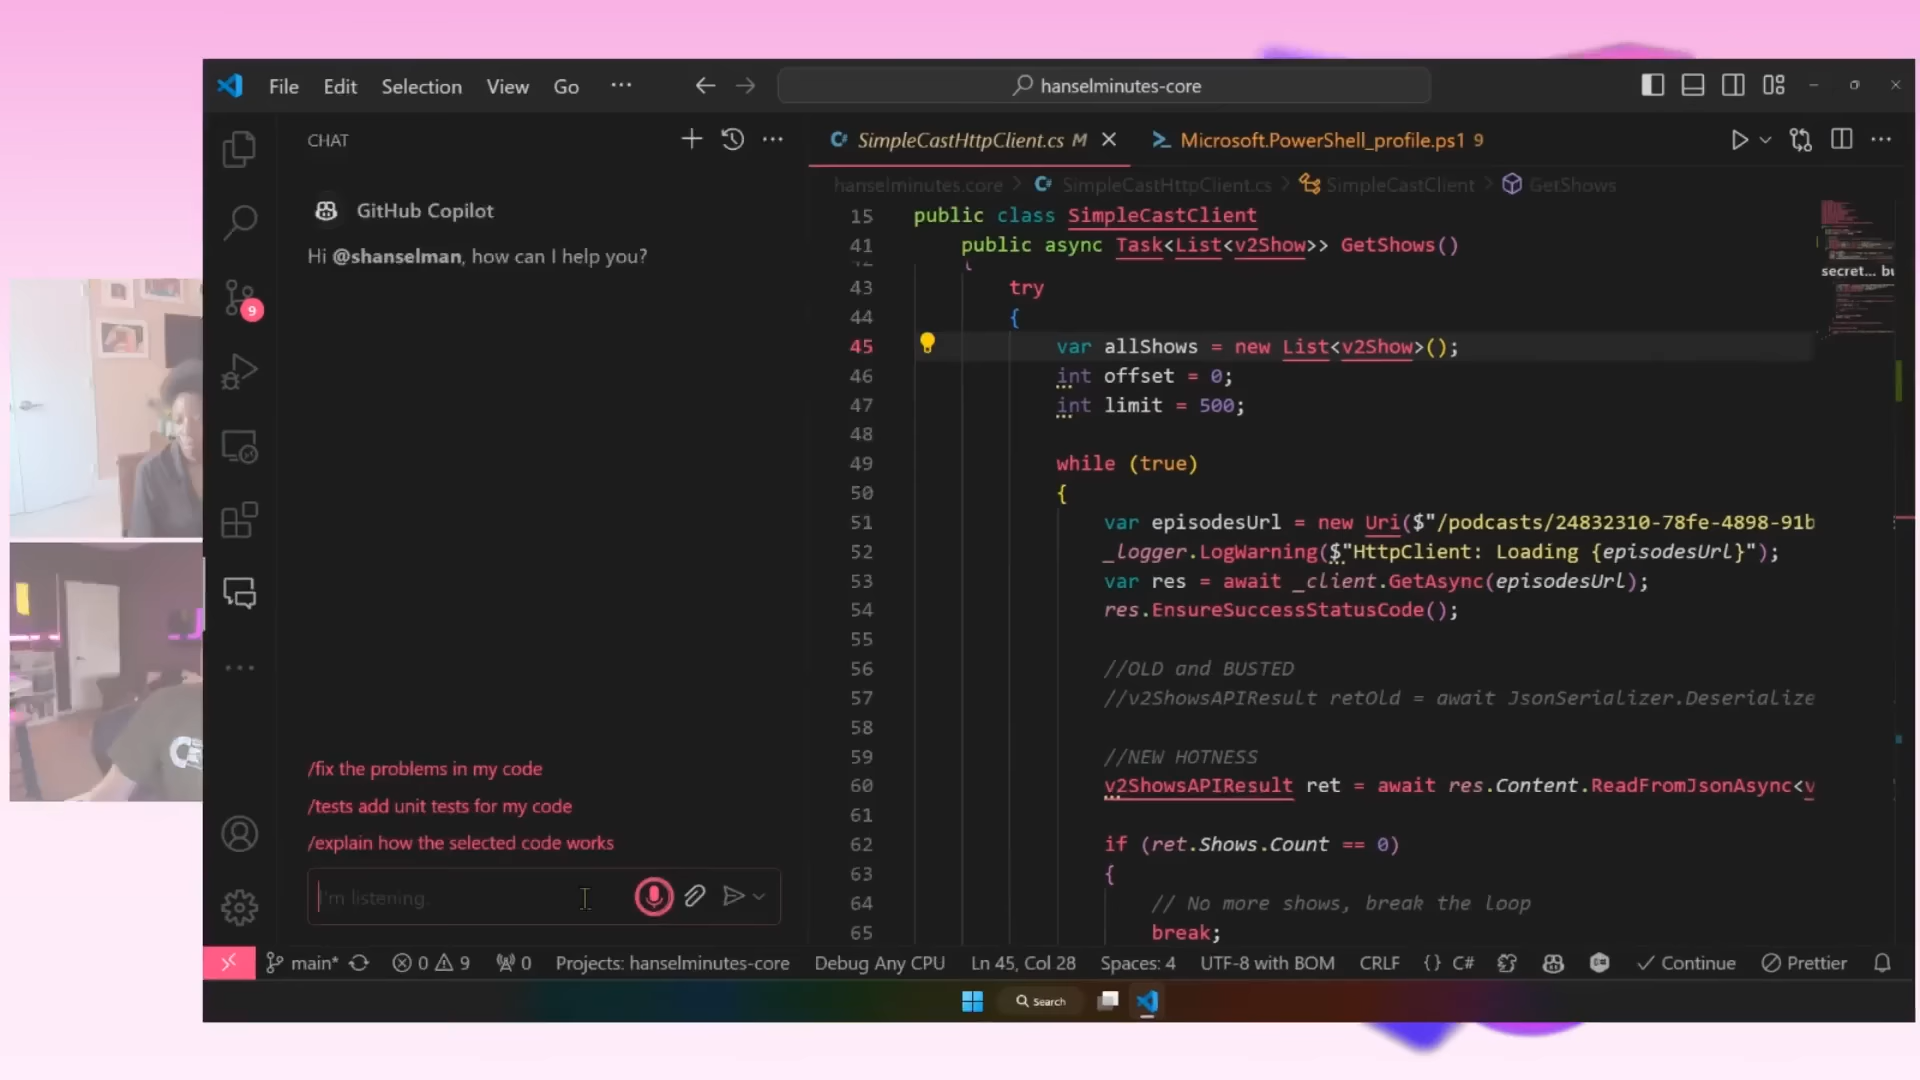 File Edit Selection View Go ...
hanselminutes-core
CHAT
SimpleCastHttpClient.cs M
Microsoft.PowerShell_profile.ps1 9
hanselminutes.core > SimpleCastHttpClient.cs > SimpleCastClient > GetShows
GitHub Copilot
Hi @shanselman, how can I help you?
9
15 public class SimpleCastClient
41 public async Task<List<v2Show>> GetShows()
42 {
43 try
44 {
45 var allShows = new List<v2Show>();
46 int offset = 0;
47 int limit = 500;
48
49 while (true)
50 {
51 var episodesUrl = new Uri($"/podcasts/24832310-78fe-4898-91b
52 _logger.LogWarning($"HttpClient: Loading {episodesUrl}");
53 var res = await _client.GetAsync(episodesUrl);
54 res.EnsureSuccessStatusCode();
55
56 //OLD and BUSTED
57 //v2ShowsAPIResult retOld = await JsonSerializer.Deserialize
58
59 //NEW HOTNESS
60 v2ShowsAPIResult ret = await res.Content.ReadFromJsonAsync<v
61
62 if (ret.Shows.Count == 0)
63 {
64 // No more shows, break the loop
65 break;
secret... bu
/fix the problems in my code
/tests add unit tests for my code
/explain how the selected code works
I'm listening.
main* 0 9 0 Projects: hanselminutes-core Debug Any CPU Ln 45, Col 28 Spaces: 4 UTF-8 with BOM CRLF {} C# Continue Prettier
Search